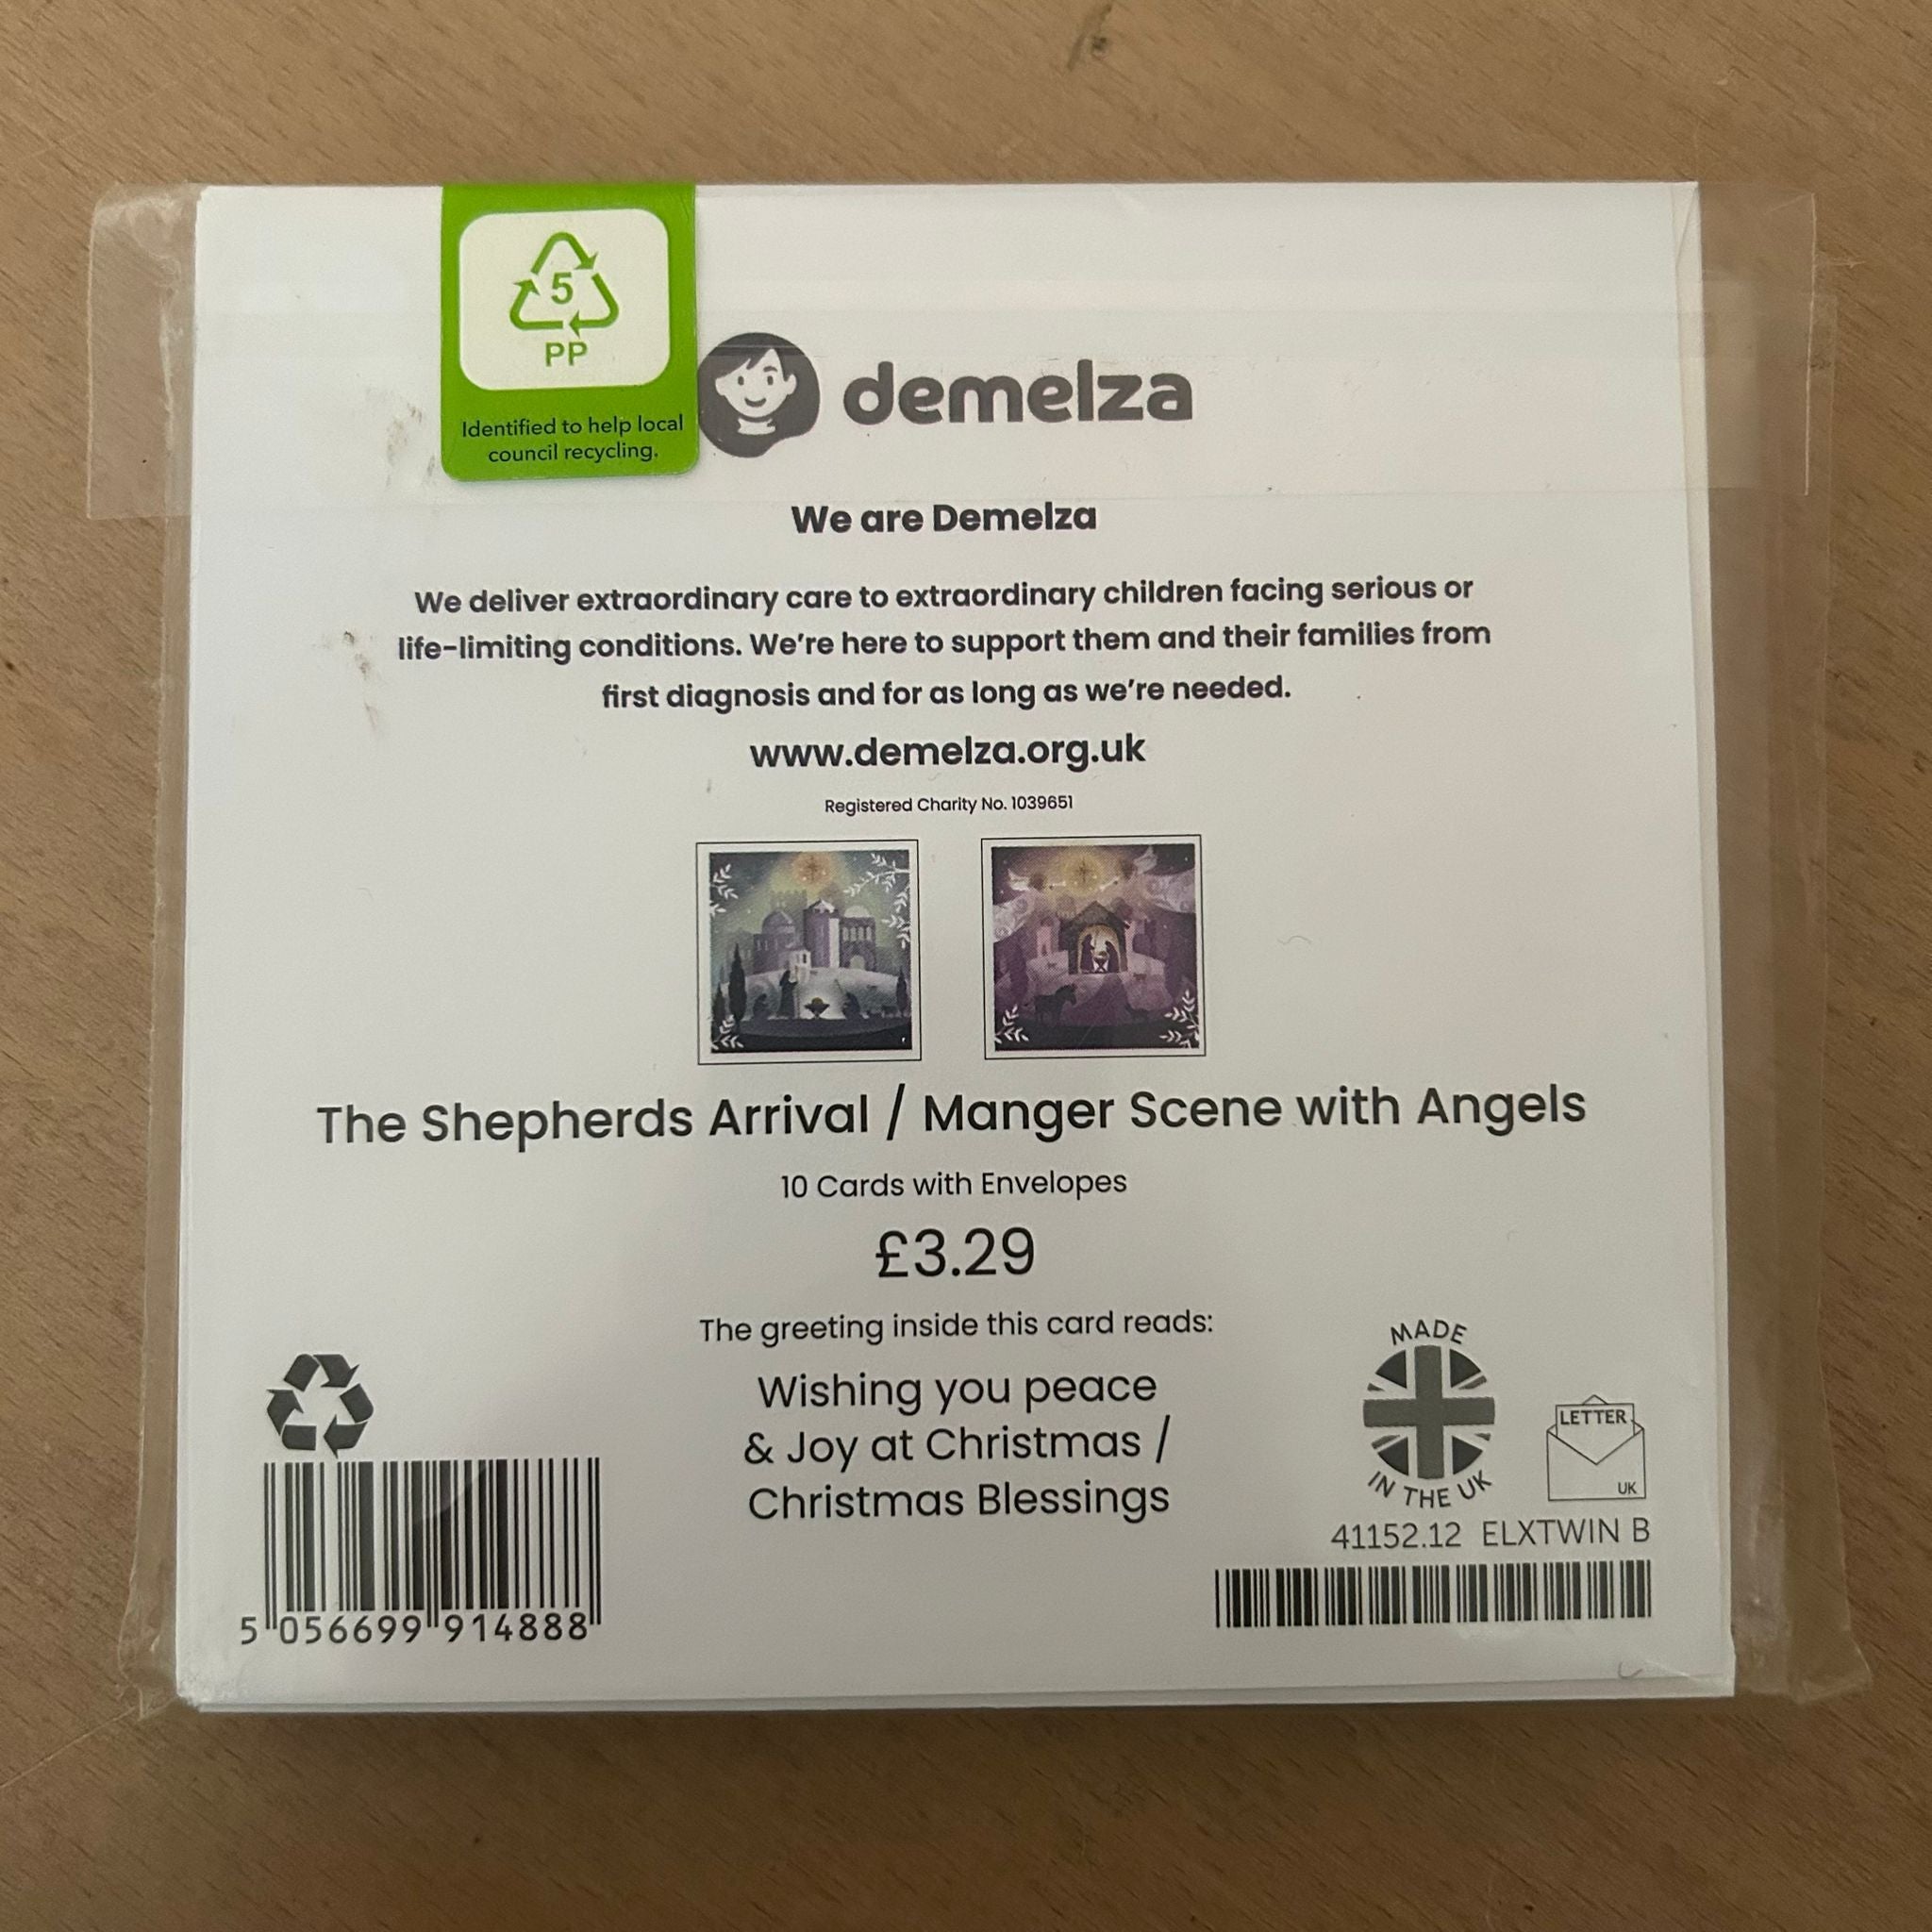 5
PP
Identified to help local
council recycling.
demelza
We are Demelza
We deliver extraordinary care to extraordinary children facing serious or
life-limiting conditions. We're here to support them and their families from
first diagnosis and for as long as we're needed.
www.demelza.org.uk
Registered Charity No. 1039651
The Shepherds Arrival / Manger Scene with Angels
10 Cards with Envelopes
£3.29
The greeting inside this card reads:
Wishing you peace
& Joy at Christmas /
Christmas Blessings
5 056699 914888
MADE
IN THE UK
LETTER
UK
41152.12 ELXTWIN B